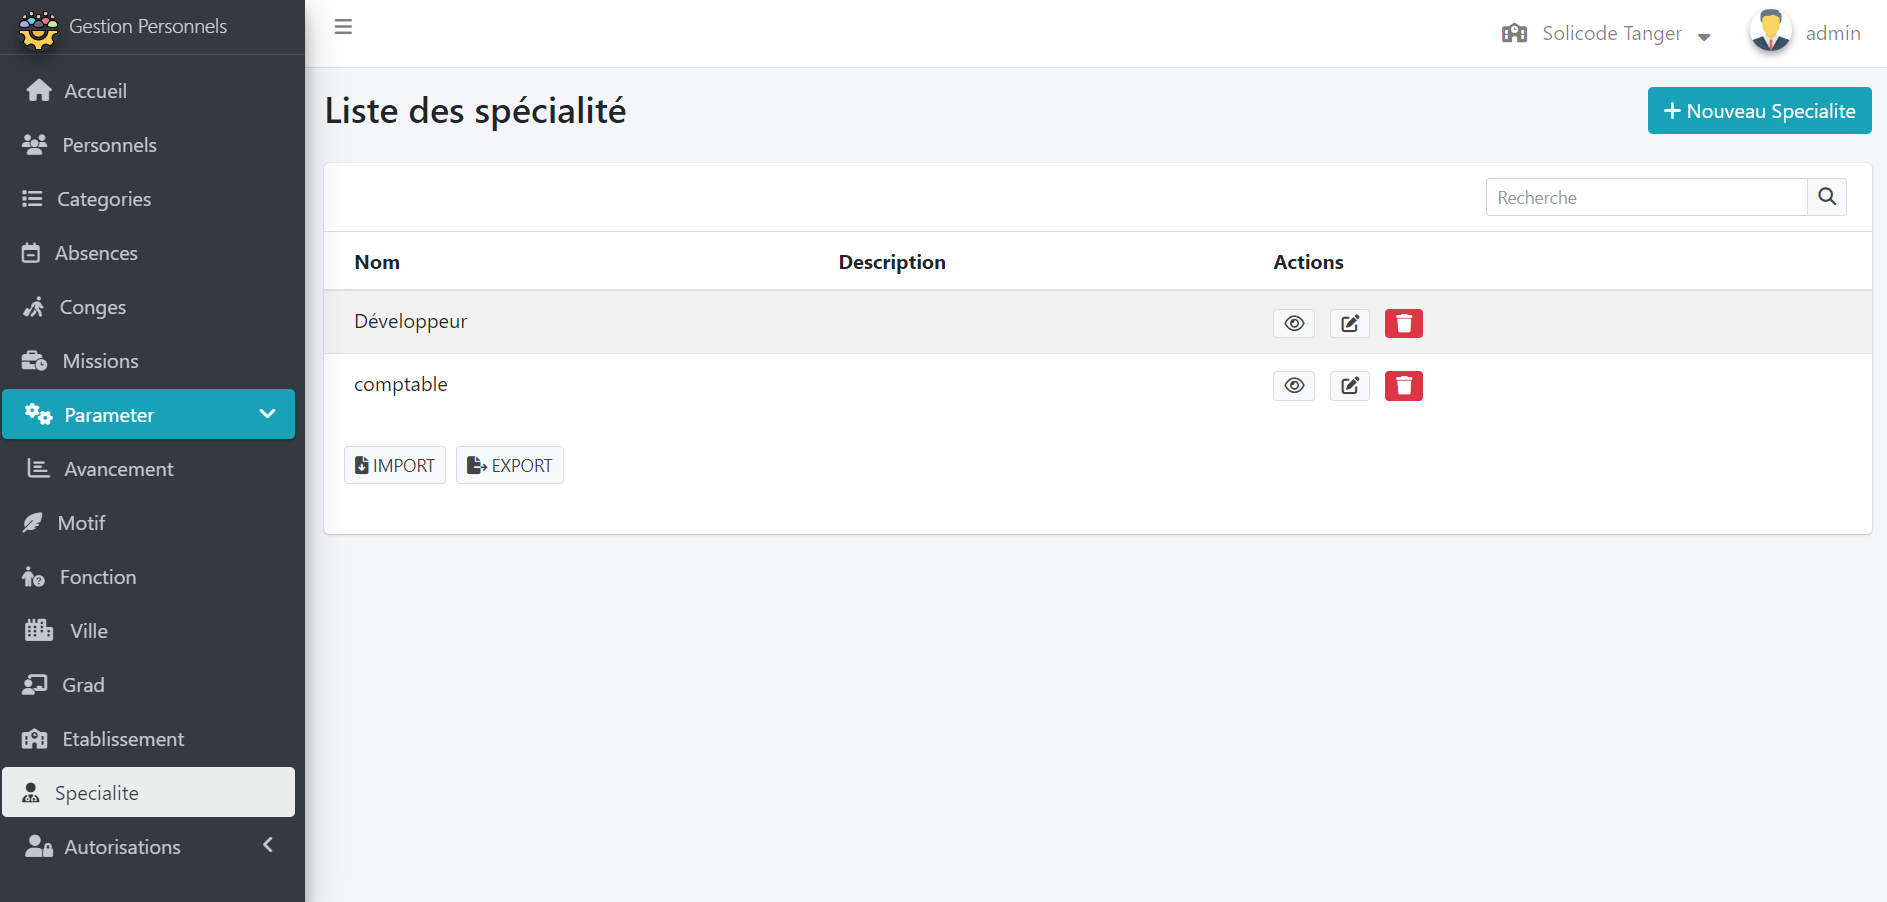 Gestion Personnels
Solicode Tanger
admin
Accueil
Personnels
Categories
Absences
Conges
Missions
Parameter
Avancement
Motif
Fonction
Ville
Grad
Etablissement
Specialite
Autorisations
Liste des spécialité
Nouveau Specialite
Recherche
Nom Description Actions
Développeur
comptable
IMPORT EXPORT